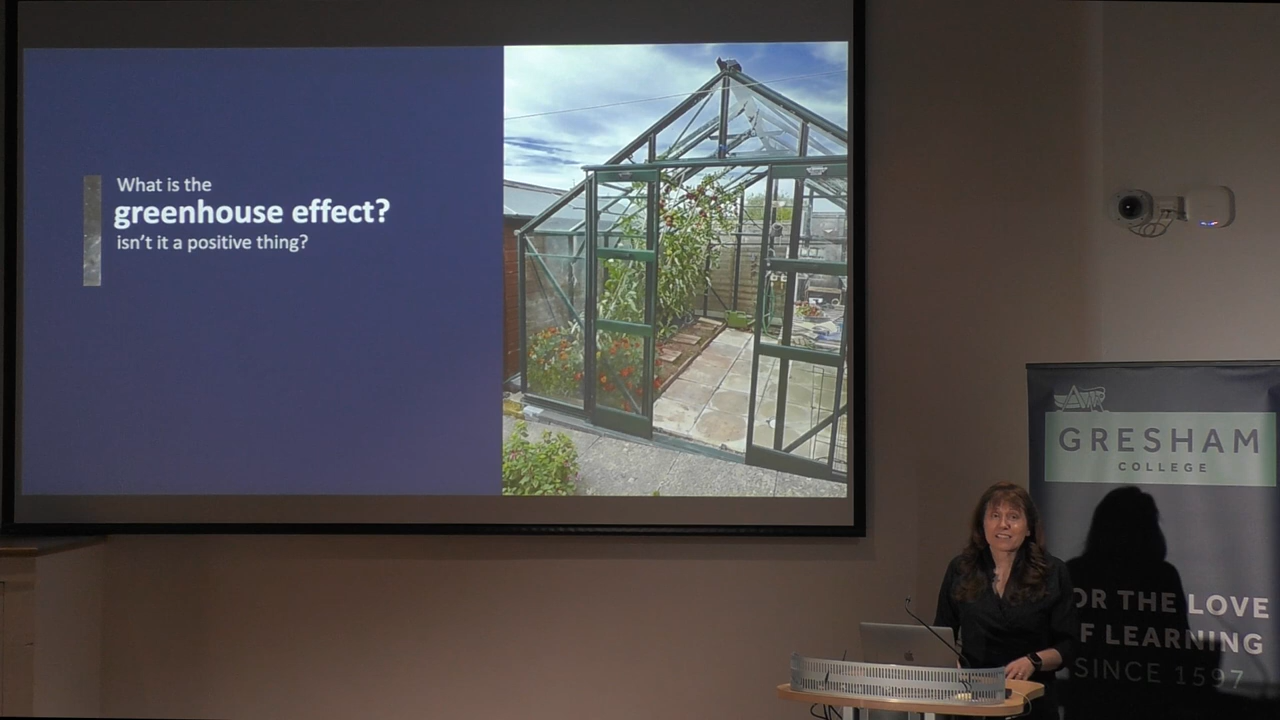 What is the
greenhouse effect?
isn't it a positive thing?
GRESHAM
COLLEGE
OR THE LOVE
F LEARNING
SINCE 1597